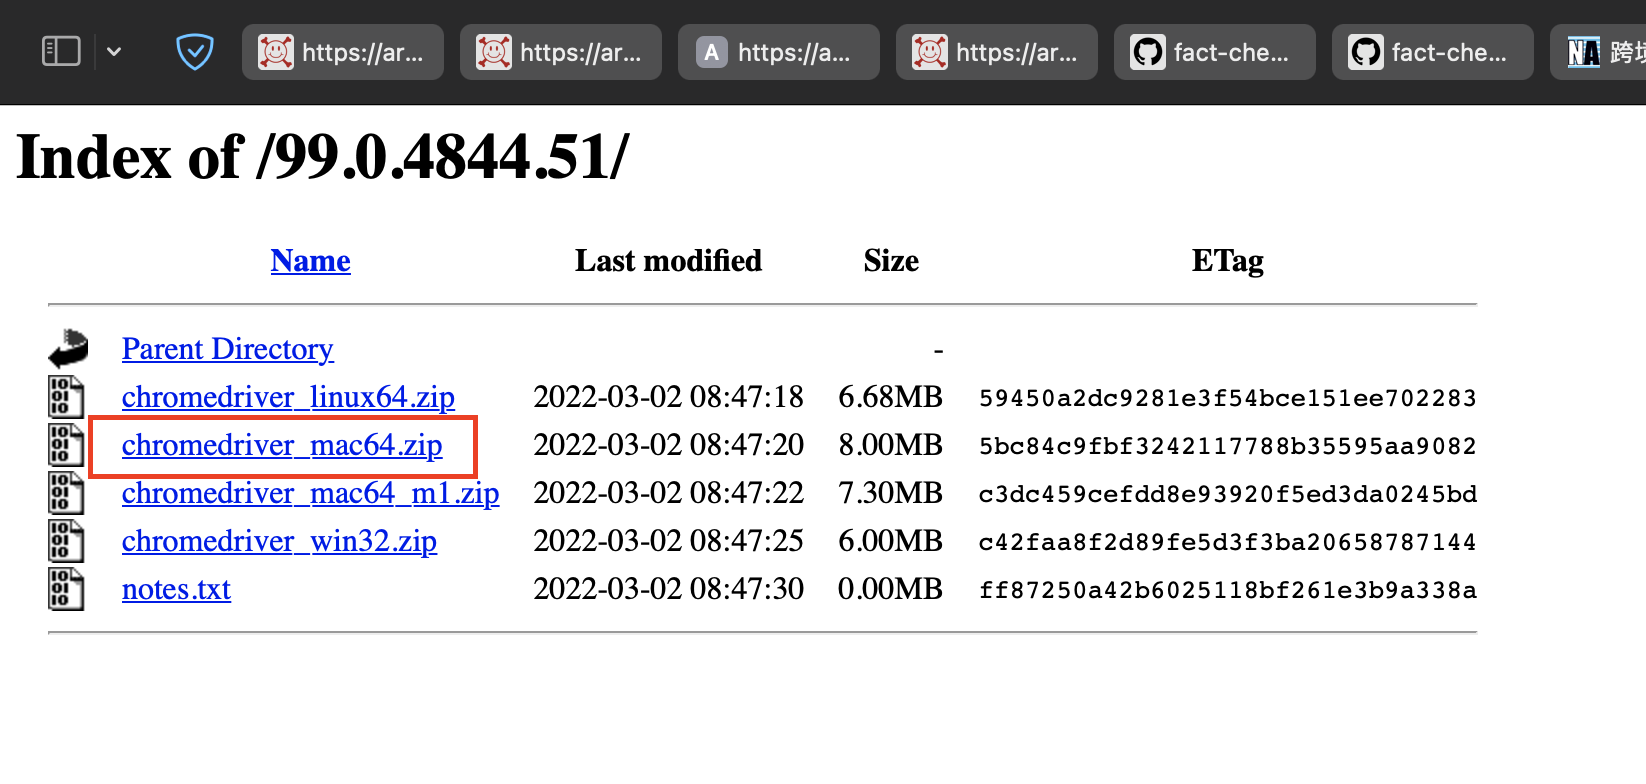 https://ar... https://ar... A https://a... https://ar... fact-che... fact-che... NA 跨境
Index of /99.0.4844.51/
Name Last modified Size ETag
Parent Directory -
chromedriver_linux64.zip 2022-03-02 08:47:18 6.68MB 59450a2dc9281e3f54bce151ee702283
chromedriver_mac64.zip 2022-03-02 08:47:20 8.00MB 5bc84c9fbf3242117788b35595aa9082
chromedriver_mac64_m1.zip 2022-03-02 08:47:22 7.30MB c3dc459cefdd8e93920f5ed3da0245bd
chromedriver_win32.zip 2022-03-02 08:47:25 6.00MB c42faa8f2d89fe5d3f3ba20658787144
notes.txt 2022-03-02 08:47:30 0.00MB ff87250a42b6025118bf261e3b9a338a